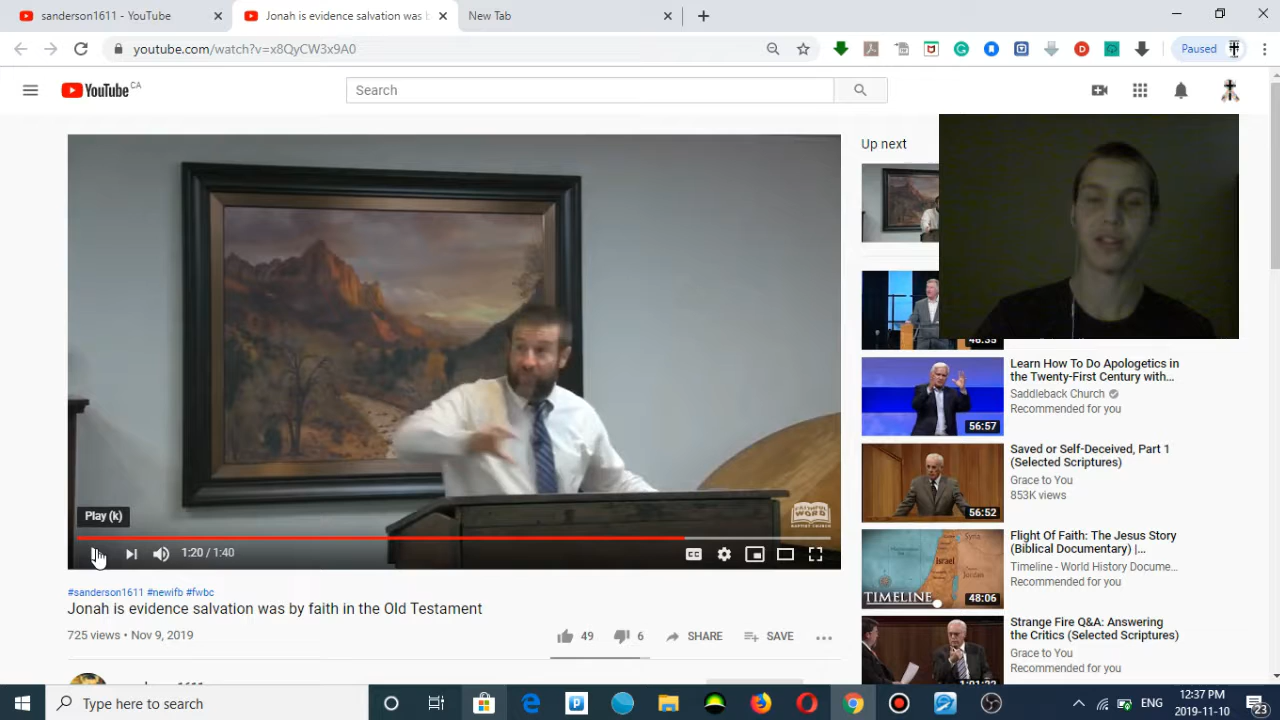 sanderson1611 - YouTube
Jonah is evidence salvation was b
New Tab
youtube.com/watch?v=x8QyCW3x9A0
Paused
YouTube CA
Search
Up next
46:35
Learn How To Do Apologetics in
the Twenty-First Century with...
Saddleback Church
Recommended for you
56:57
Saved or Self-Deceived, Part 1
(Selected Scriptures)
Grace to You
853K views
56:52
Play (k)
FAITHFUL
WORD
BAPTIST CHURCH
1:20 / 1:40
Flight Of Faith: The Jesus Story
(Biblical Documentary) |...
Timeline - World History Docume...
Recommended for you
TIMELINE
48:06
#sanderson1611 #newifb #fwbc
Jonah is evidence salvation was by faith in the Old Testament
725 views • Nov 9, 2019
49
6
SHARE
SAVE
Strange Fire Q&A: Answering
the Critics (Selected Scriptures)
Grace to You
Recommended for you
Type here to search
ENG
12:37 PM
2019-11-10
23